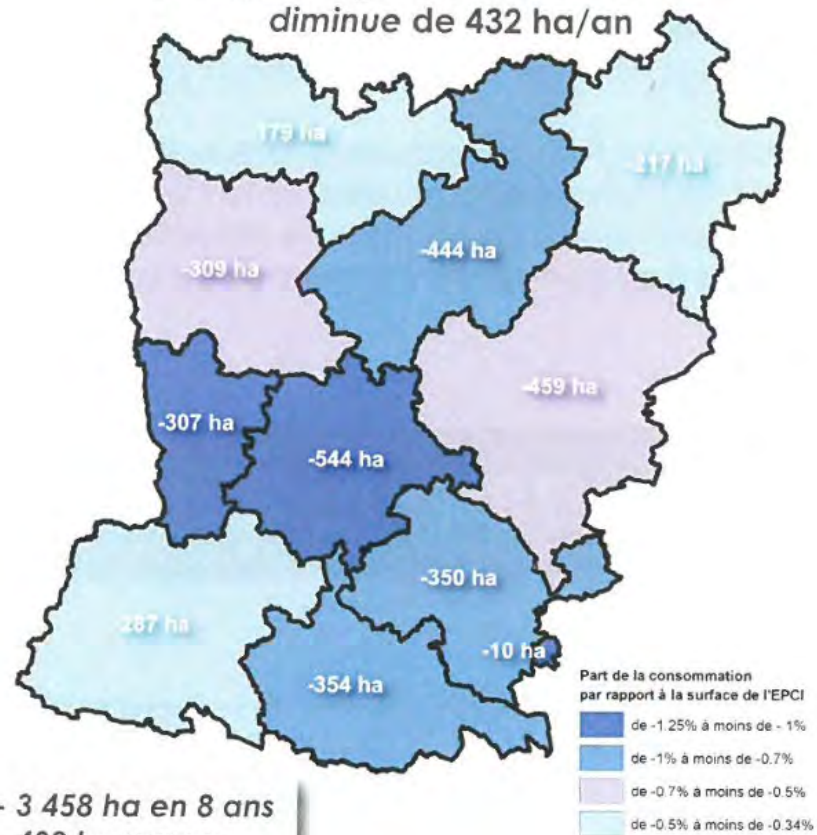 diminue de 432 ha/an
179 ha
-217 ha
-444 ha
-309 ha
-459 ha
-307 ha
-544 ha
-350 ha
-287 ha
-10 ha
-354 ha
Part de la consommation
par rapport à la surface de l'EPCI
de -1.25% à moins de - 1%
de -1% à moins de -0.7%
de -0.7% à moins de -0.5%
de -0.5% à moins de -0.34%
- 3 458 ha en 8 ans